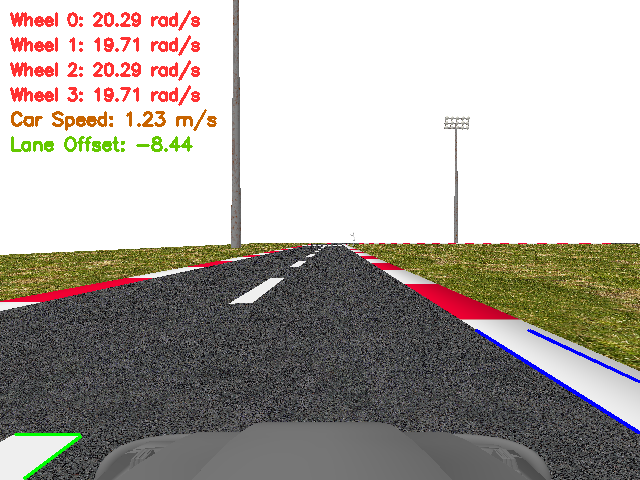 Wheel 0: 20.29 rad/s
Wheel 1: 19.71 rad/s
Wheel 2: 20.29 rad/s
Wheel 3: 19.71 rad/s
Car Speed: 1.23 m/s
Lane Offset: -8.44